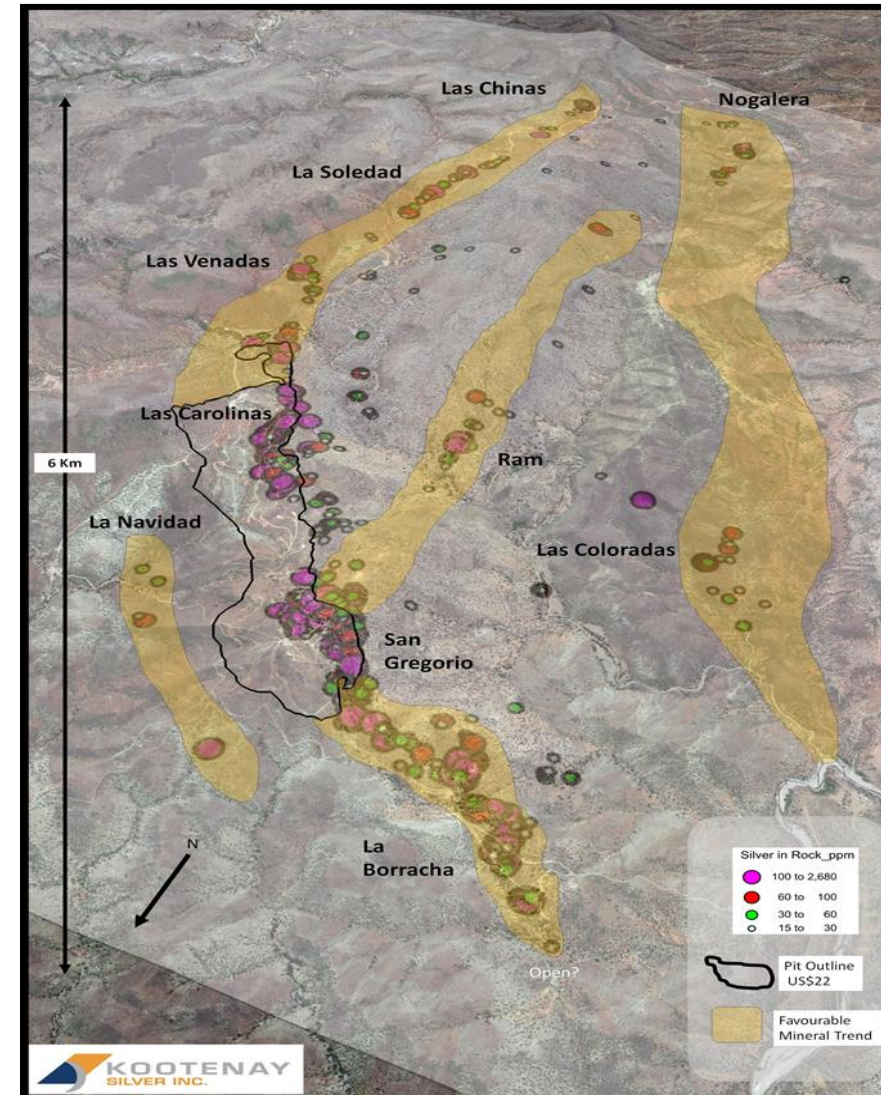 Las Chinas
Nogalera
La Soledad
Las Venadas
Las Carolinas
6 Km
Ram
La Navidad
Las Coloradas
San
Gregorio
La
Borracha
N
Open?
Silver in Rock_ppm
100 to 2,680
60 to 100
30 to 60
15 to 30
Pit Outline
US$22
Favourable
Mineral Trend
KOOTENAY
SILVER INC.